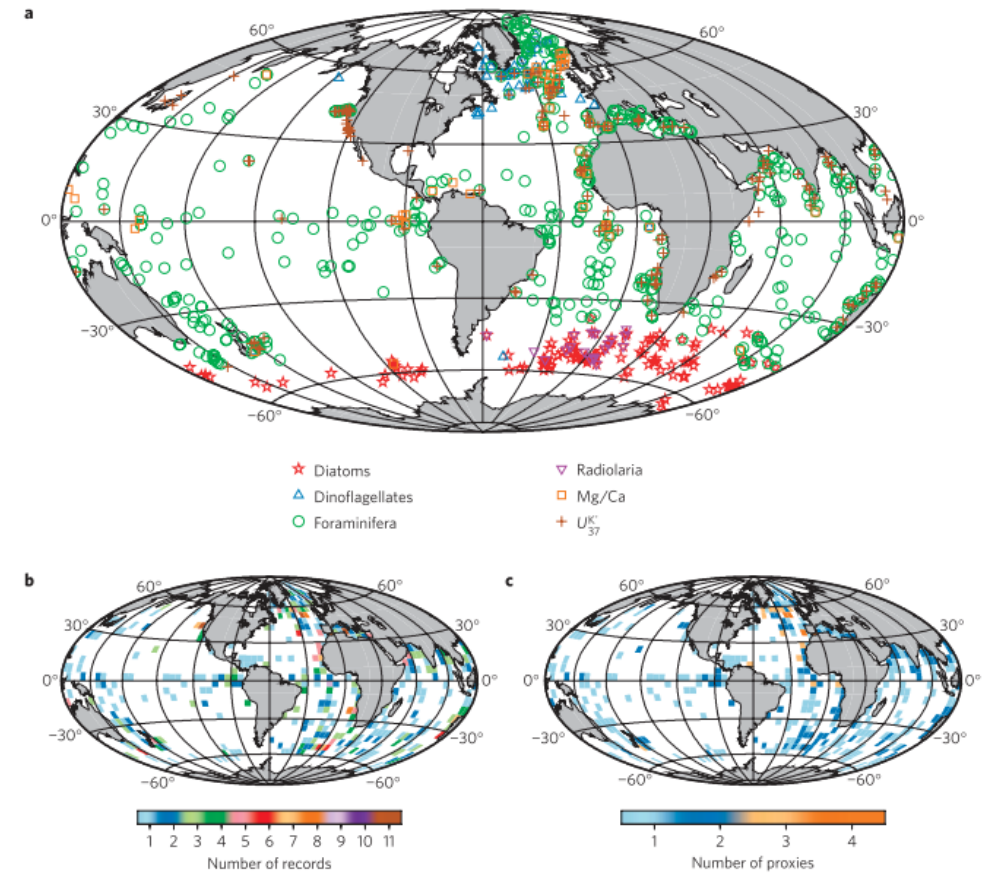 a
60° 60°
30° 30°
0° 0°
−30° −30°
−60° −60°
Diatoms Radiolaria
Dinoflagellates Mg/Ca
Foraminifera U37K′
b c
60° 60° 60° 60°
30° 30° 30° 30°
0° 0° 0° 0°
−30° −30° −30° −30°
−60° −60° −60° −60°
1 2 3 4 5 6 7 8 9 10 11 1 2 3 4
Number of records Number of proxies